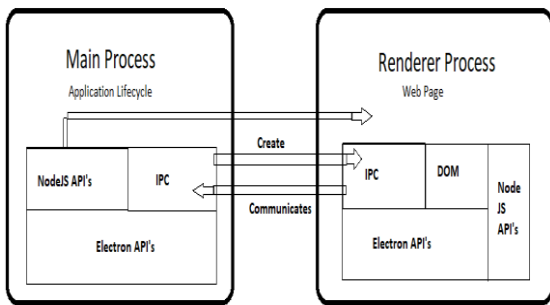 Main Process
Application Lifecycle
NodeJS API's
IPC
Electron API's
Create
Communicates
Renderer Process
Web Page
IPC
DOM
Node
JS
API's
Electron API's